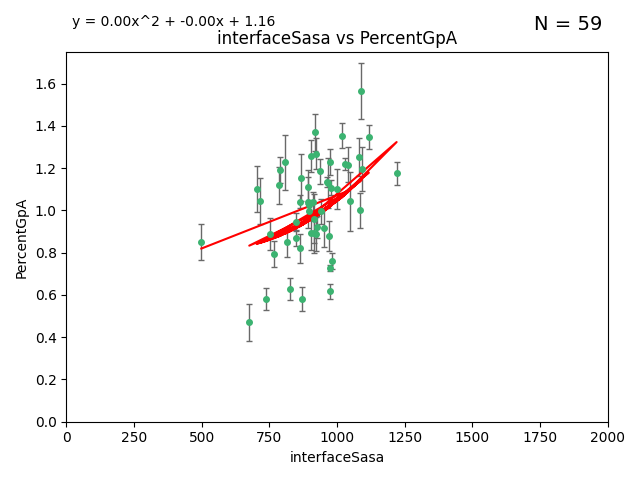 y = 0.00x^2 + -0.00x + 1.16
N = 59
interfaceSasa vs PercentGpA
PercentGpA
1.6
1.4
1.2
1.0
0.8
0.6
0.4
0.2
0.0
0 250 500 750 1000 1250 1500 1750 2000
interfaceSasa